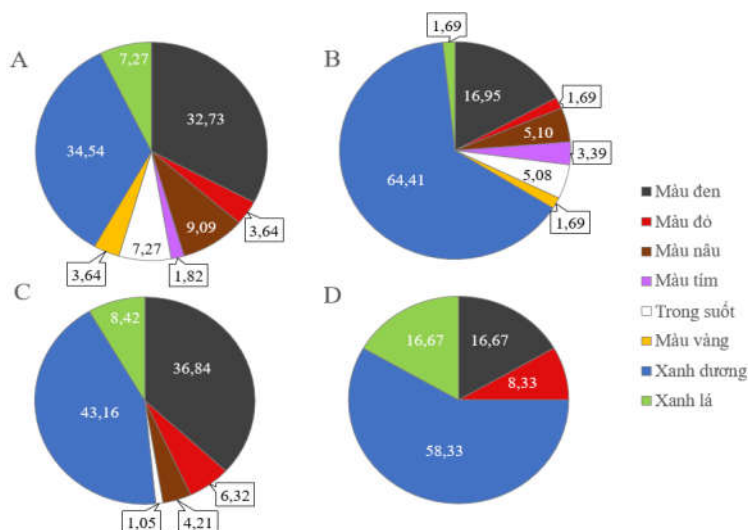 A
7,27
32,73
34,54
3,64
9,09
1,82
7,27
3,64
B
1,69
16,95
1,69
5,10
3,39
5,08
1,69
64,41
C
8,42
36,84
43,16
6,32
4,21
1,05
D
16,67
16,67
8,33
58,33
Màu đen
Màu đỏ
Màu nâu
Màu tím
Trong suốt
Màu vàng
Xanh dương
Xanh lá